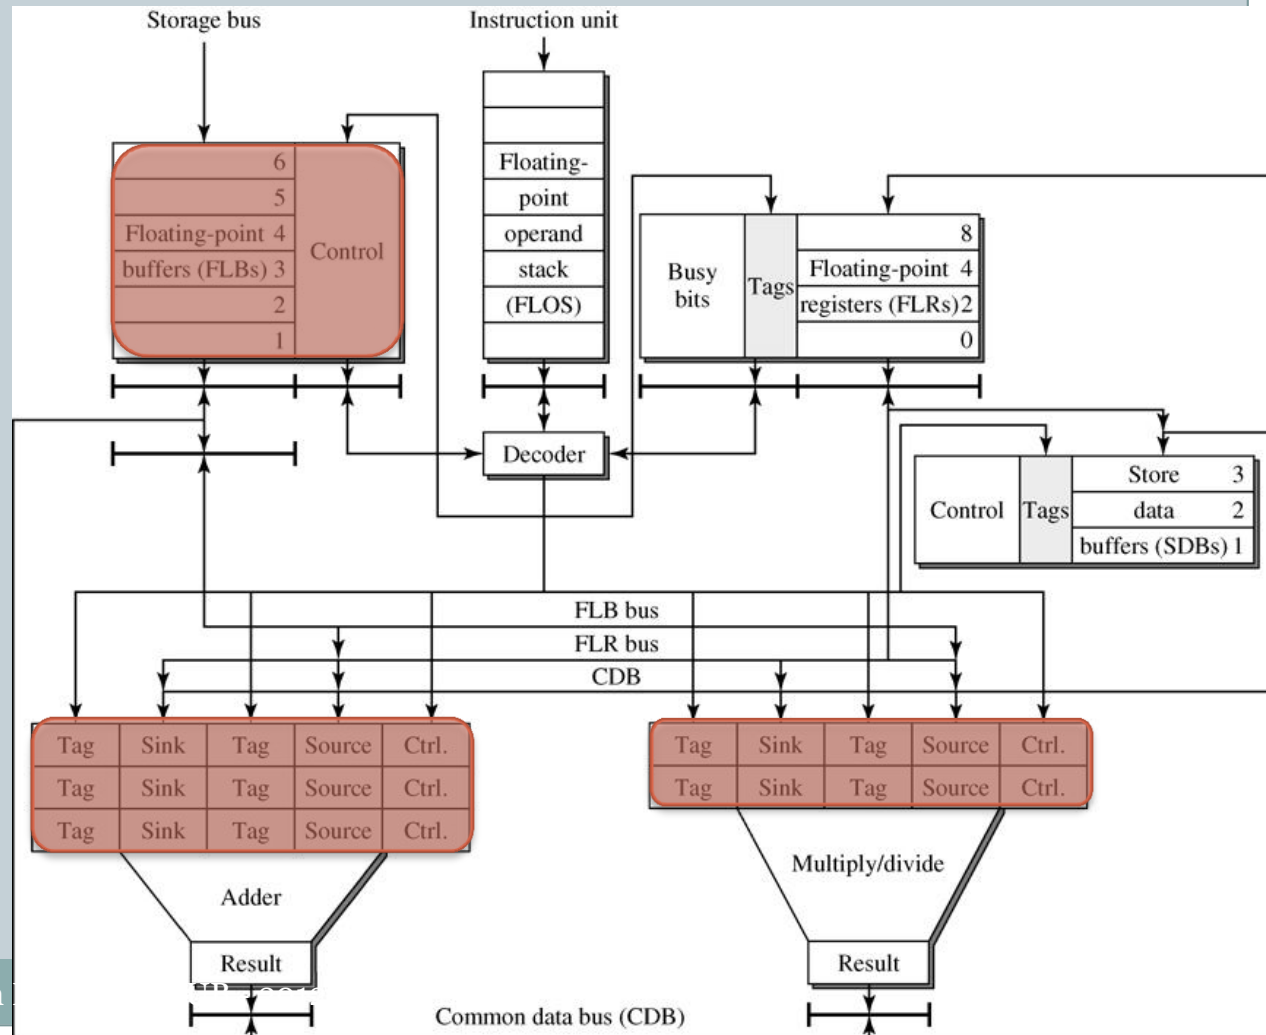 Storage bus
Instruction unit
6
5
Floating-point 4
buffers (FLBs) 3
2
1
Control
Floating-
point
operand
stack
(FLOS)
Busy
bits
Tags
8
Floating-point 4
registers (FLRs) 2
0
Decoder
Control
Tags
Store 3
data 2
buffers (SDBs) 1
FLB bus
FLR bus
CDB
Tag Sink Tag Source Ctrl.
Tag Sink Tag Source Ctrl.
Tag Sink Tag Source Ctrl.
Tag Sink Tag Source Ctrl.
Tag Sink Tag Source Ctrl.
Adder
Multiply/divide
Result
Result
Common data bus (CDB)